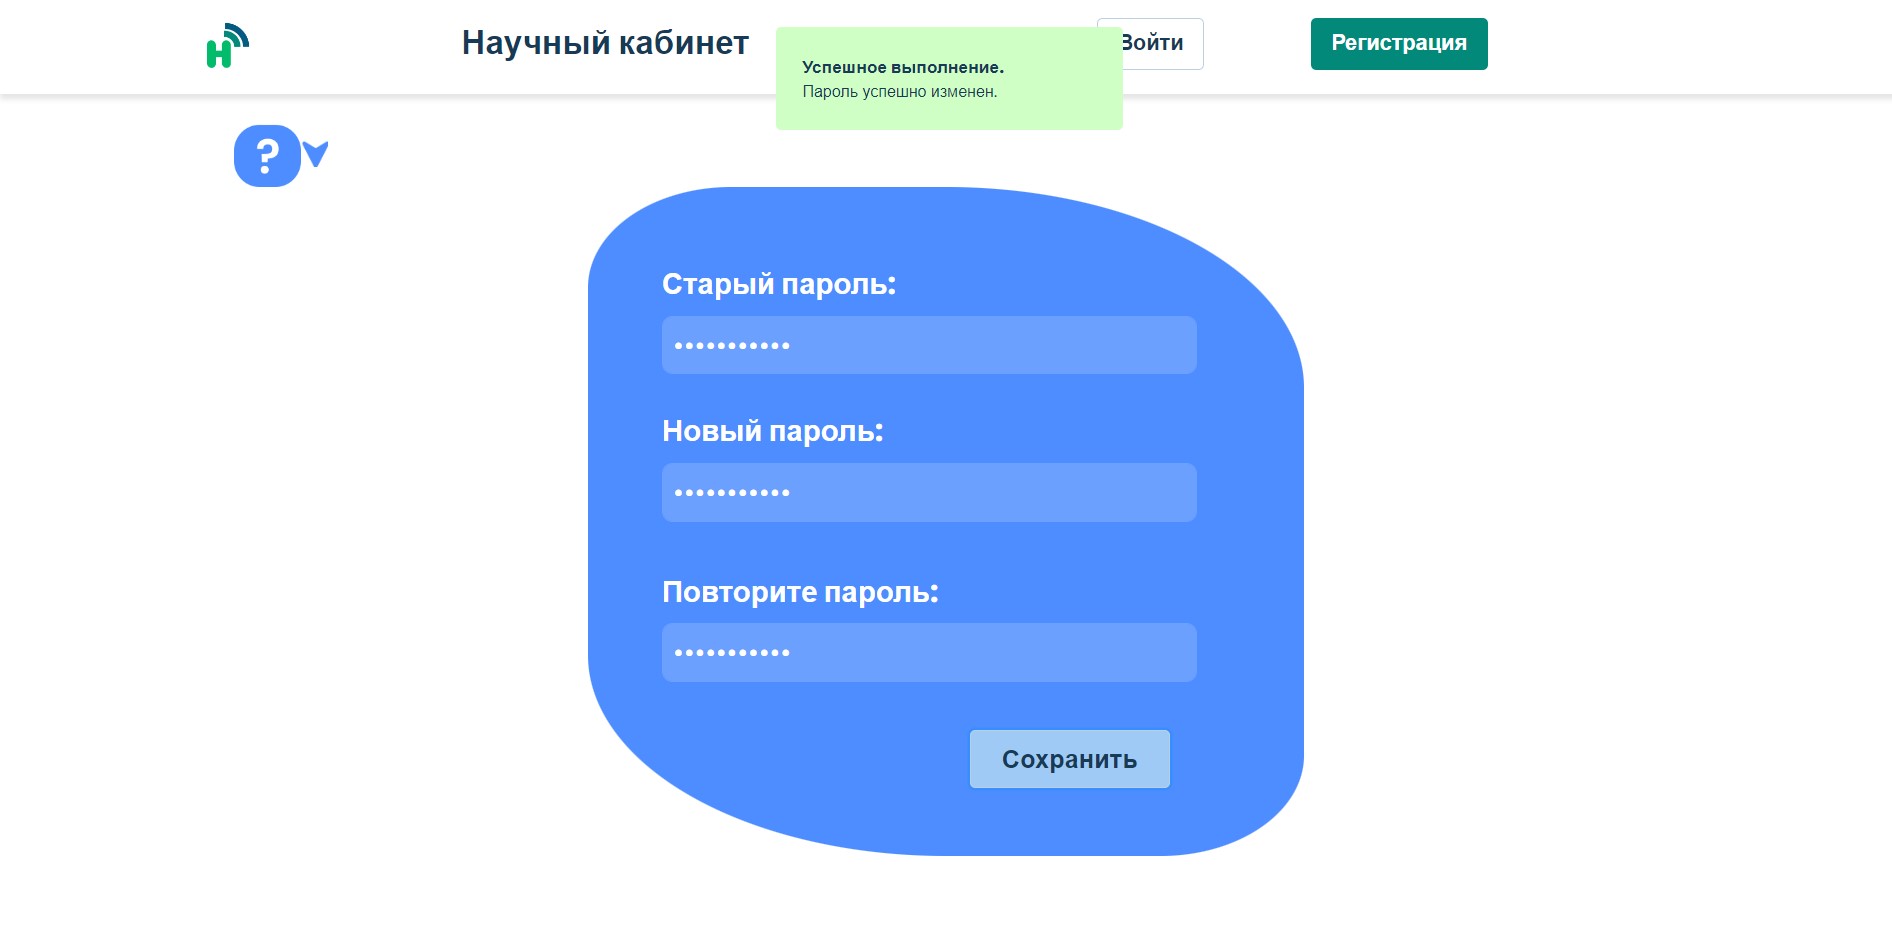 Научный кабинет
Войти
Регистрация
Успешное выполнение.
Пароль успешно изменен.
?
Старый пароль:
•••••••••••
Новый пароль:
•••••••••••
Повторите пароль:
•••••••••••
Сохранить